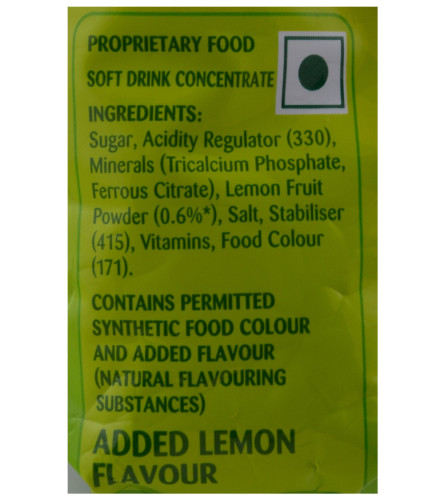 PROPRIETARY FOOD
SOFT DRINK CONCENTRATE
INGREDIENTS:
Sugar, Acidity Regulator (330),
Minerals (Tricalcium Phosphate,
Ferrous Citrate), Lemon Fruit
Powder (0.6%*), Salt, Stabiliser
(415), Vitamins, Food Colour
(171).
CONTAINS PERMITTED
SYNTHETIC FOOD COLOUR
AND ADDED FLAVOUR
(NATURAL FLAVOURING
SUBSTANCES)
ADDED LEMON
FLAVOUR